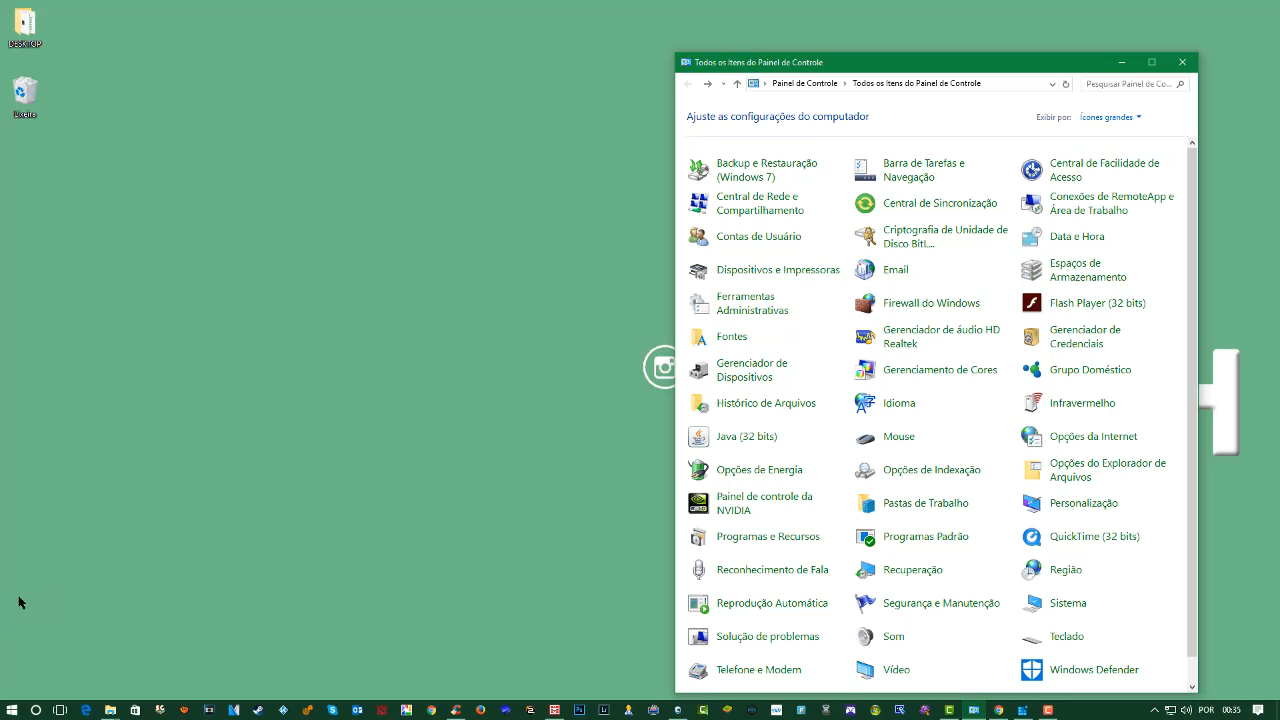 DESKTOP
Lixeira
Todos os Itens do Painel de Controle
Painel de Controle
Todos os Itens do Painel de Controle
Pesquisar Painel de Co...
Ajuste as configurações do computador
Exibir por:
Ícones grandes
Backup e Restauração
(Windows 7)
Barra de Tarefas e
Navegação
Central de Facilidade de
Acesso
Central de Rede e
Compartilhamento
Central de Sincronização
Conexões de RemoteApp e
Área de Trabalho
Contas de Usuário
Criptografia de Unidade de
Disco BitL...
Data e Hora
Dispositivos e Impressoras
Email
Espaços de
Armazenamento
Ferramentas
Administrativas
Firewall do Windows
Flash Player (32 bits)
Fontes
Gerenciador de áudio HD
Realtek
Gerenciador de
Credenciais
Gerenciador de
Dispositivos
Gerenciamento de Cores
Grupo Doméstico
Histórico de Arquivos
Idioma
Infravermelho
Java (32 bits)
Mouse
Opções da Internet
Opções de Energia
Opções de Indexação
Opções do Explorador de
Arquivos
Painel de controle da
NVIDIA
Pastas de Trabalho
Personalização
Programas e Recursos
Programas Padrão
QuickTime (32 bits)
Reconhecimento de Fala
Recuperação
Região
Reprodução Automática
Segurança e Manutenção
Sistema
Solução de problemas
Som
Teclado
Telefone e Modem
Vídeo
Windows Defender
POR
00:35